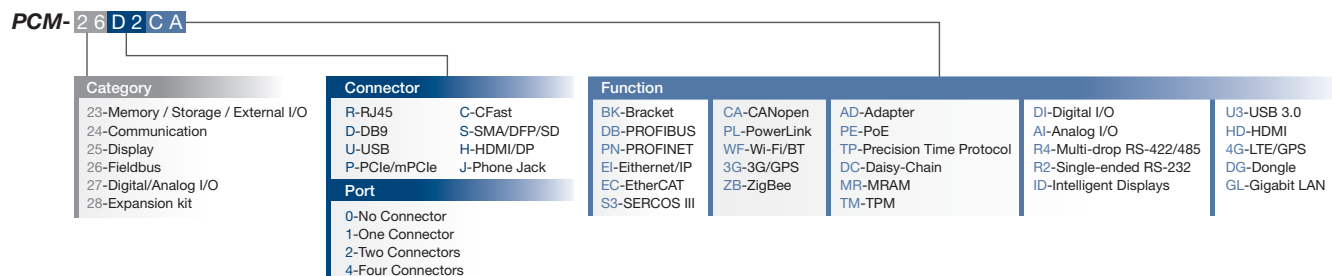 PCM-26D2CA
Category
23-Memory / Storage / External I/O
24-Communication
25-Display
26-Fieldbus
27-Digital/Analog I/O
28-Expansion kit
Connector
R-RJ45
D-DB9
U-USB
P-PCIe/mPCIe
C-CFast
S-SMA/DFP/SD
H-HDMI/DP
J-Phone Jack
Port
0-No Connector
1-One Connector
2-Two Connectors
4-Four Connectors
Function
BK-Bracket
DB-PROFIBUS
PN-PROFINET
EI-Eithernet/IP
EC-EtherCAT
S3-SERCOS III
CA-CANopen
PL-PowerLink
WF-Wi-Fi/BT
3G-3G/GPS
ZB-ZigBee
AD-Adapter
PE-PoE
TP-Precision Time Protocol
DC-Daisy-Chain
MR-MRAM
TM-TPM
DI-Digital I/O
AI-Analog I/O
R4-Multi-drop RS-422/485
R2-Single-ended RS-232
ID-Intelligent Displays
U3-USB 3.0
HD-HDMI
4G-LTE/GPS
DG-Dongle
GL-Gigabit LAN